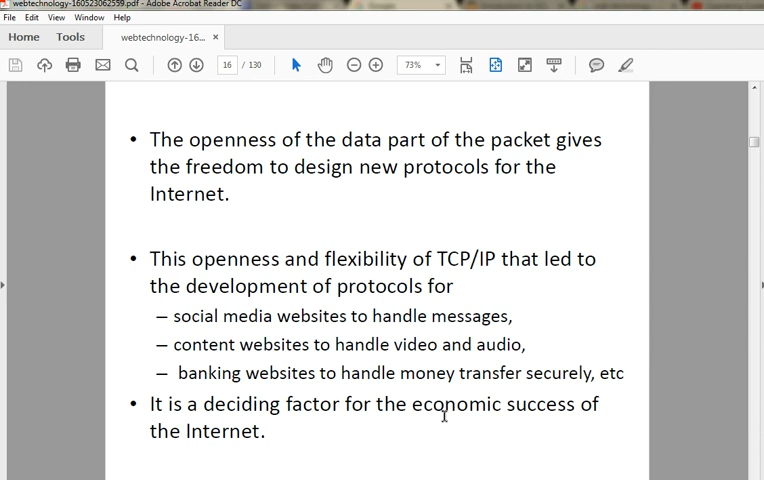 webtechnology-160523062559.pdf - Adobe Acrobat Reader DC
File Edit View Window Help
Home Tools webtechnology-16... ×
16 / 130 73%
• The openness of the data part of the packet gives
the freedom to design new protocols for the
Internet.
• This openness and flexibility of TCP/IP that led to
the development of protocols for
– social media websites to handle messages,
– content websites to handle video and audio,
– banking websites to handle money transfer securely, etc
• It is a deciding factor for the economic success of
the Internet.